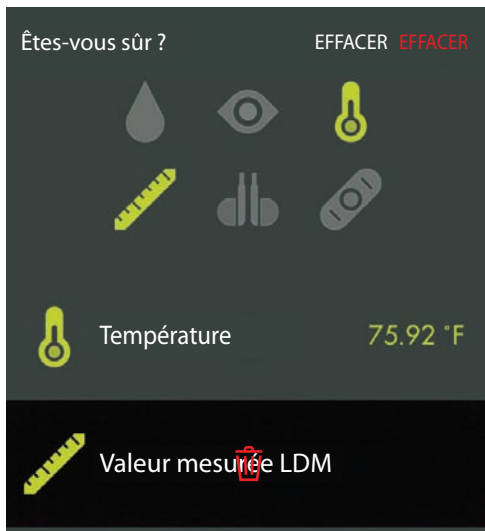 Êtes-vous sûr ? EFFACER EFFACER
Température 75.92 °F
Valeur mesurée LDM